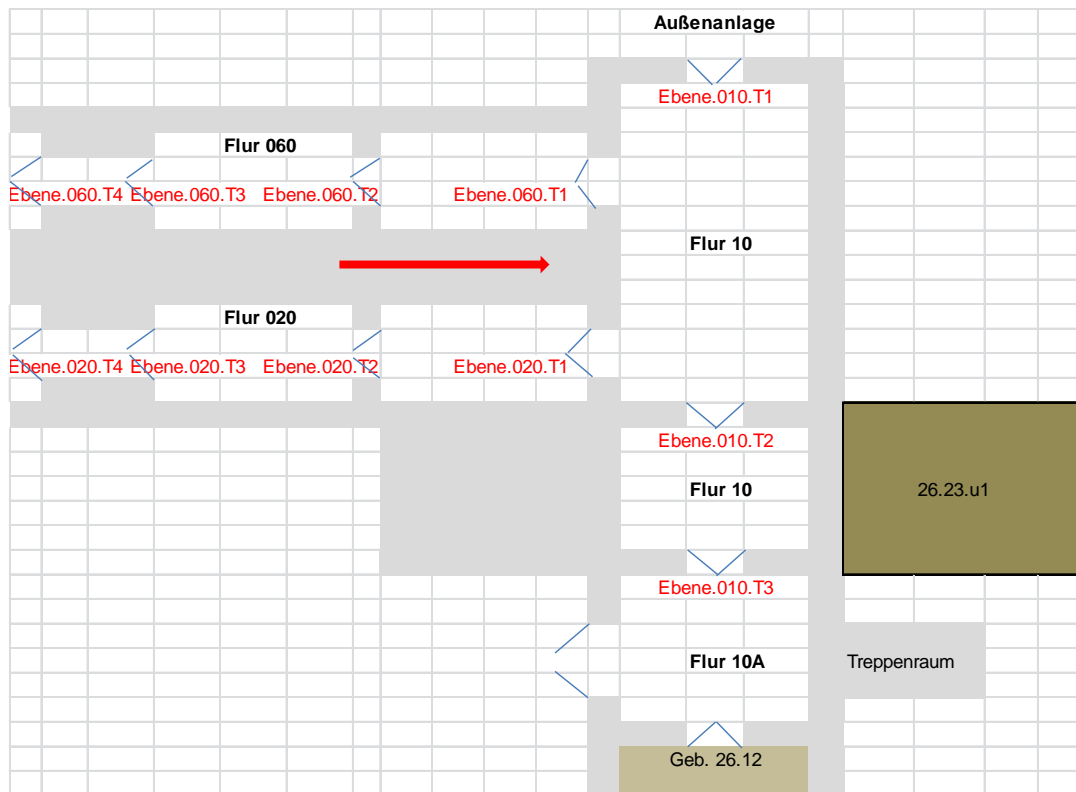 Außenanlage
Ebene.010.T1
Flur 060
Ebene.060.T4 Ebene.060.T3 Ebene.060.T2 Ebene.060.T1
Flur 10
Flur 020
Ebene.020.T4 Ebene.020.T3 Ebene.020.T2 Ebene.020.T1
Ebene.010.T2
Flur 10 26.23.u1
Ebene.010.T3
Flur 10A Treppenraum
Geb. 26.12